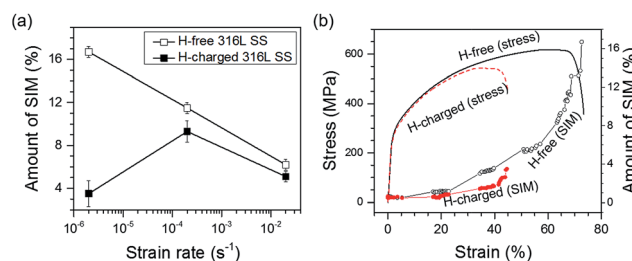 (a)
H-free 316L SS
H-charged 316L SS
Amount of SIM (%)
16
12
8
4
10-6 10-5 10-4 10-3 10-2 10-1
Strain rate (s-1)
(b)
H-free (stress)
H-charged (stress)
H-free (SIM)
H-charged (SIM)
Stress (MPa)
600
400
200
0
Amount of SIM (%)
16
12
8
4
0
0 20 40 60 80
Strain (%)